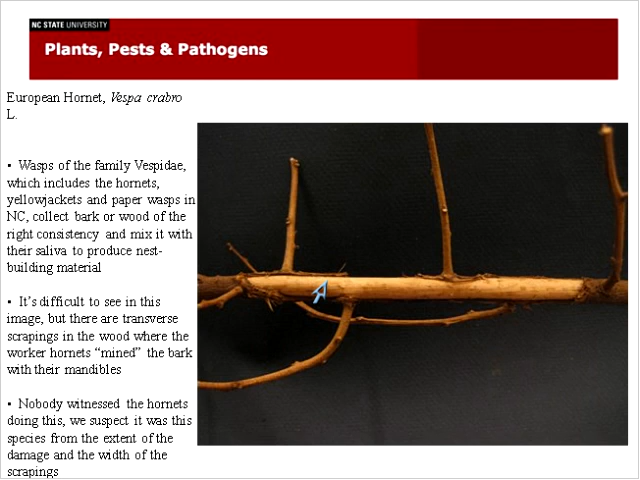 NC STATE UNIVERSITY
Plants, Pests & Pathogens
European Hornet, Vespa crabro
L.
• Wasps of the family Vespidae,
which includes the hornets,
yellowjackets and paper wasps in
NC, collect bark or wood of the
right consistency and mix it with
their saliva to produce nest-
building material
• It’s difficult to see in this
image, but there are transverse
scrapings in the wood where the
worker hornets “mined” the bark
with their mandibles
• Nobody witnessed the hornets
doing this, we suspect it was this
species from the extent of the
damage and the width of the
scrapings